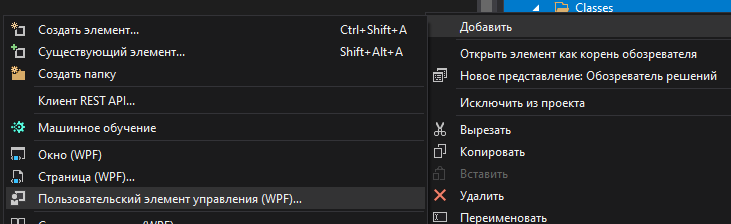 Classes
Добавить
Открыть элемент как корень обозревателя
Новое представление: Обозреватель решений
Исключить из проекта
Вырезать
Копировать
Вставить
Удалить
Переименовать
Создать элемент... Ctrl+Shift+A
Существующий элемент... Shift+Alt+A
Создать папку
Клиент REST API...
Машинное обучение
Окно (WPF)
Страница (WPF)...
Пользовательский элемент управления (WPF)...